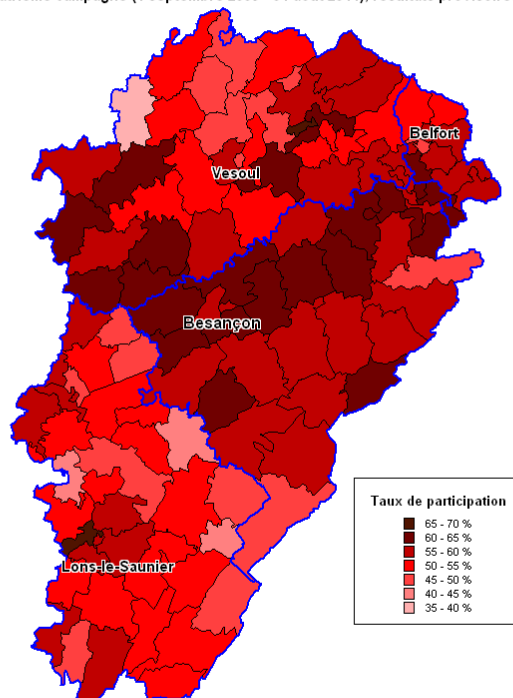 Belfort
Vesoul
Besançon
Lons-le-Saunier
Taux de participation
65 - 70 %
60 - 65 %
55 - 60 %
50 - 55 %
45 - 50 %
40 - 45 %
35 - 40 %